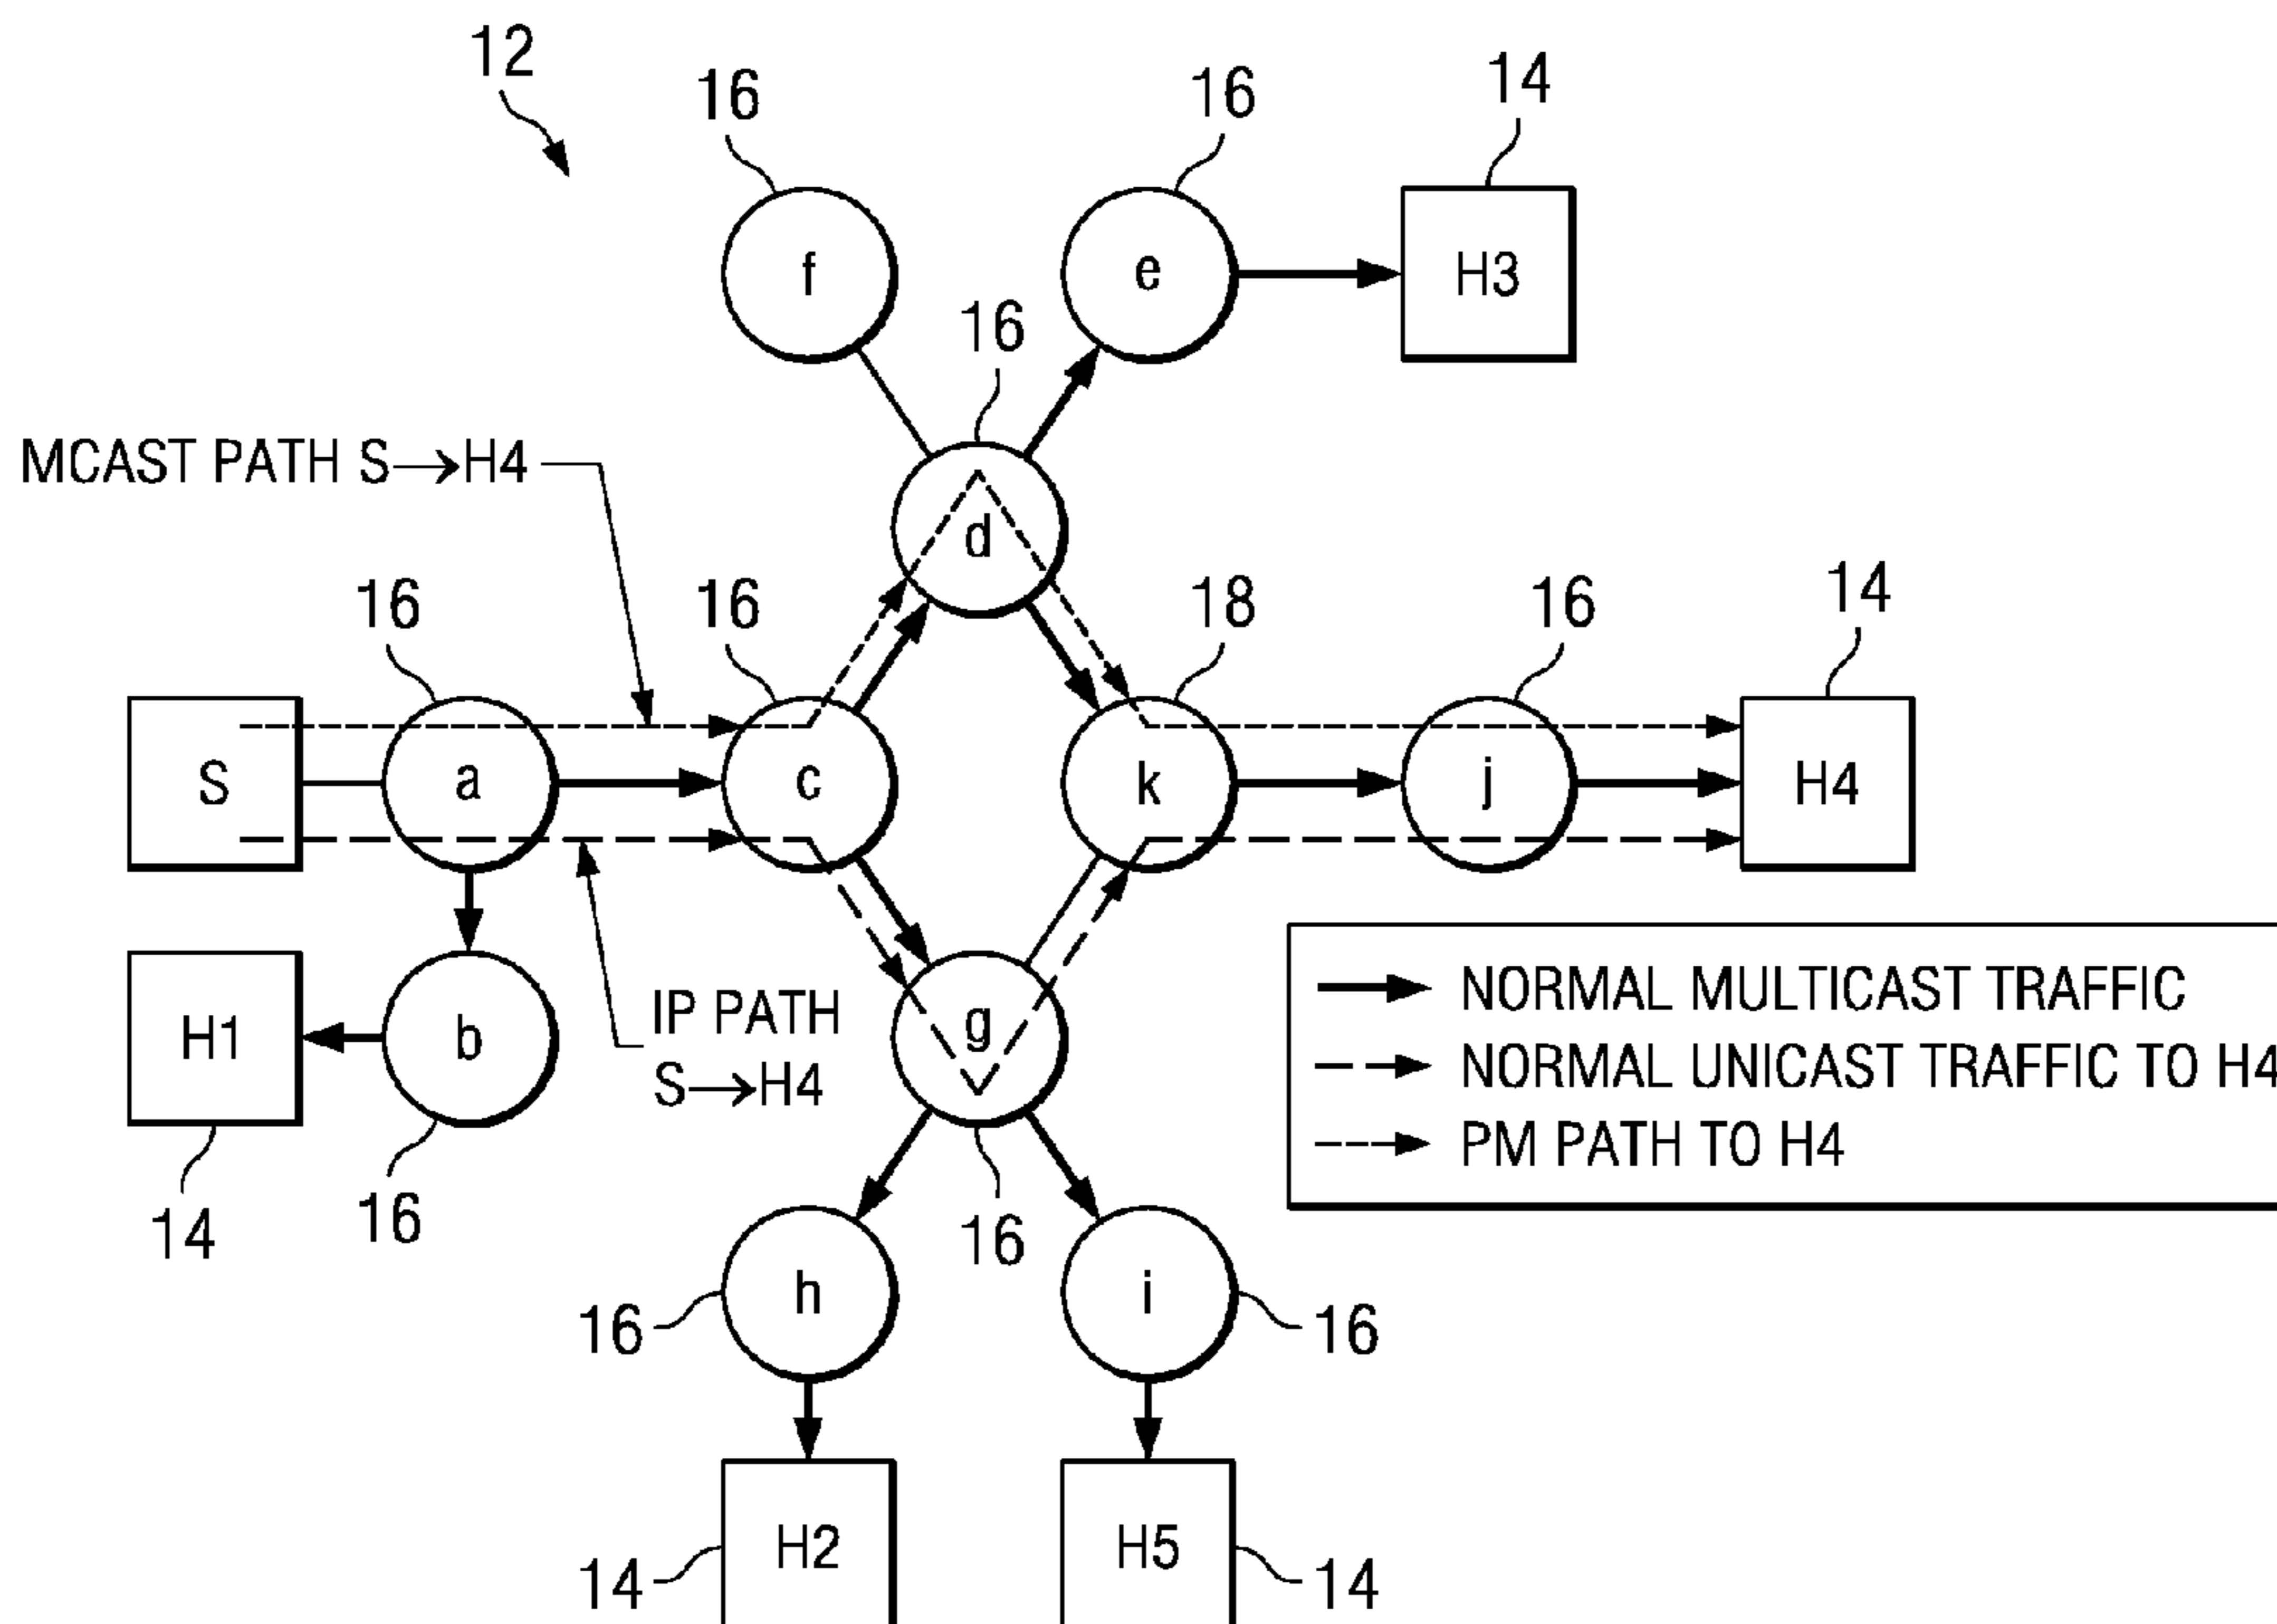 12
16
16
14
f
e
H3
16
MCAST PATH S→H4
d
16
16
18
16
14
S
a
c
k
j
H4
H1
b
IP PATH
S→H4
g
NORMAL MULTICAST TRAFFIC
NORMAL UNICAST TRAFFIC TO H4
PM PATH TO H4
14
16
16
16
h
i
16
14
H2
H5
14